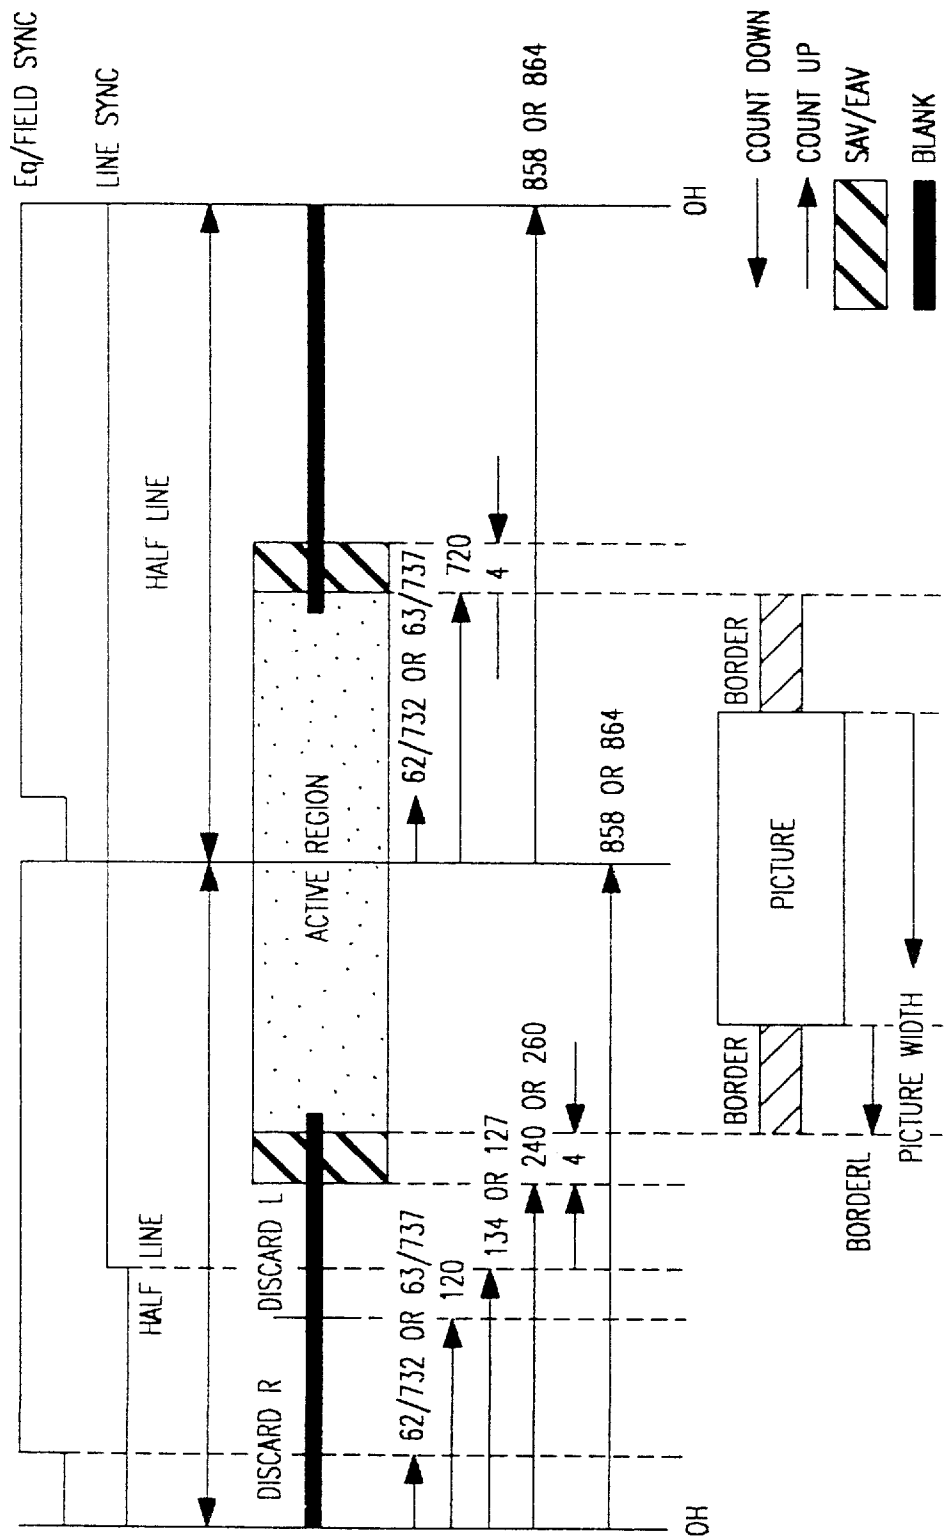 Eq/FIELD SYNC
LINE SYNC
HALF LINE
HALF LINE
DISCARD R
DISCARD L
ACTIVE REGION
62/732 OR 63/737
120
134 OR 127
240 OR 260
4
858 OR 864
62/732 OR 63/737
720
4
858 OR 864
OH
OH
BORDER
PICTURE
BORDER
BORDERL
PICTURE WIDTH
COUNT DOWN
COUNT UP
SAV/EAV
BLANK